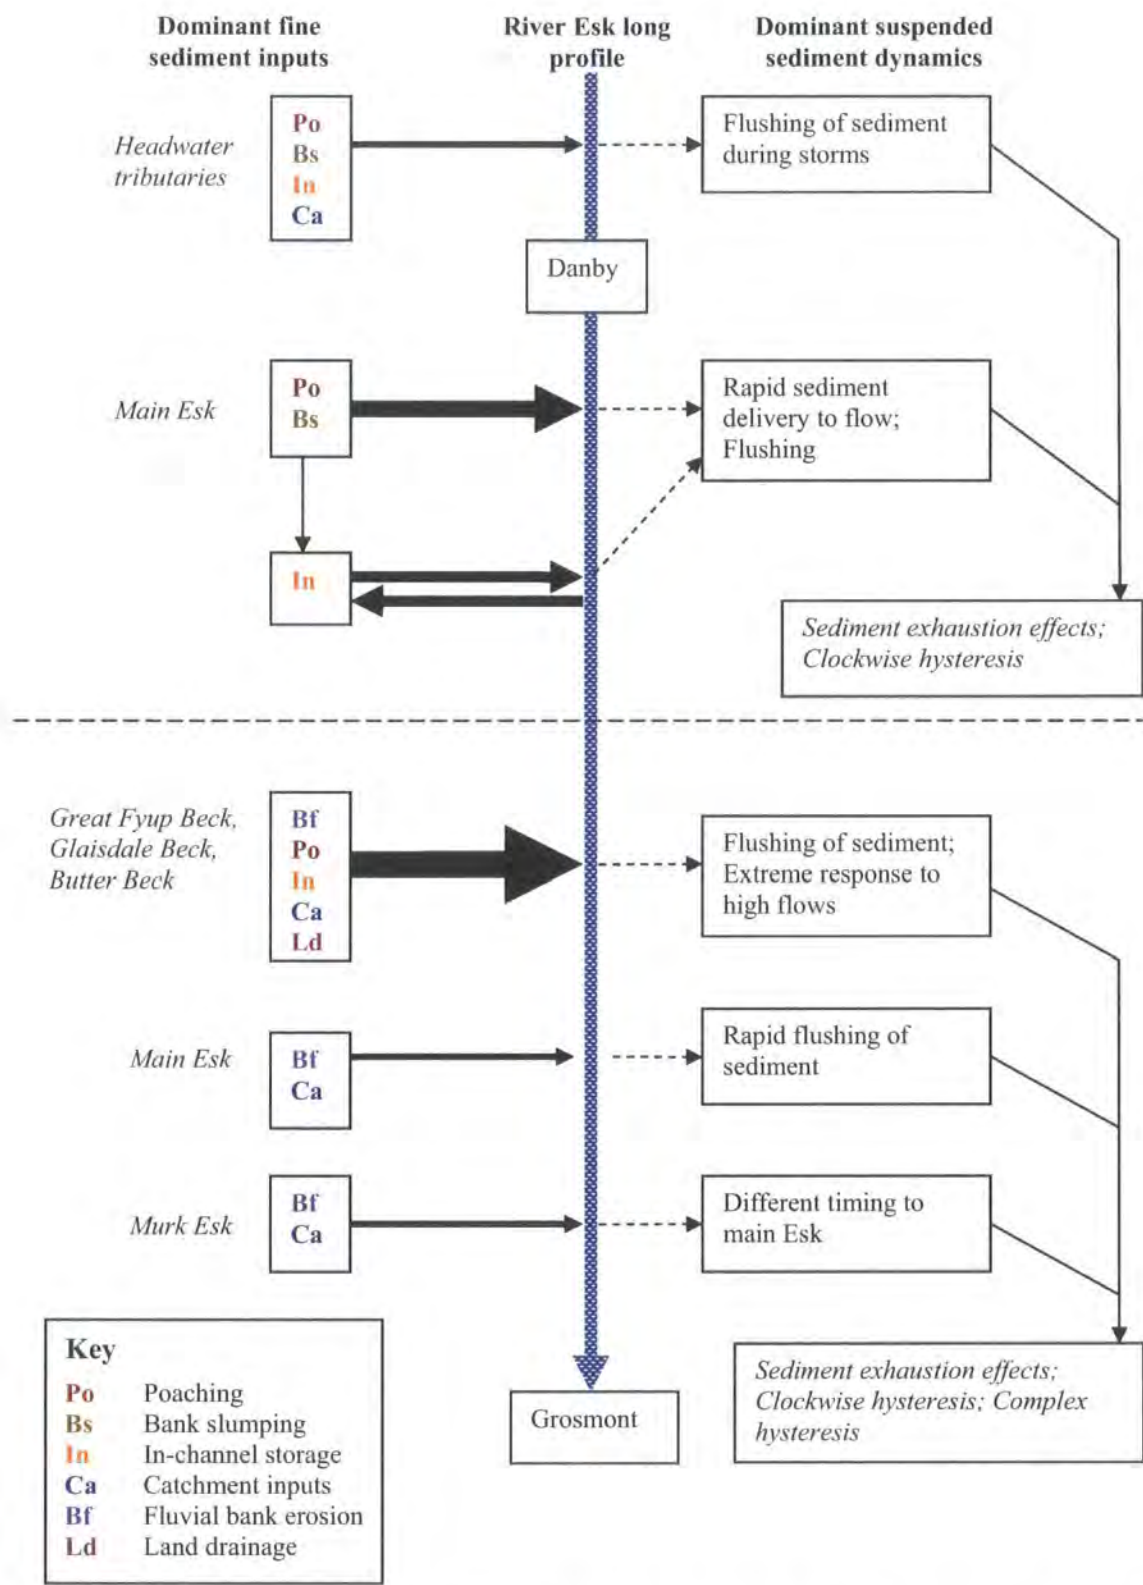 Dominant fine
sediment inputs
River Esk long
profile
Dominant suspended
sediment dynamics
Headwater
tributaries
Po
Bs
In
Ca
Flushing of sediment
during storms
Danby
Main Esk
Po
Bs
Rapid sediment
delivery to flow;
Flushing
In
Sediment exhaustion effects;
Clockwise hysteresis
Great Fyup Beck,
Glaisdale Beck,
Butter Beck
Bf
Po
In
Ca
Ld
Flushing of sediment;
Extreme response to
high flows
Main Esk
Bf
Ca
Rapid flushing of
sediment
Murk Esk
Bf
Ca
Different timing to
main Esk
Key
Po Poaching
Bs Bank slumping
In In-channel storage
Ca Catchment inputs
Bf Fluvial bank erosion
Ld Land drainage
Grosmont
Sediment exhaustion effects;
Clockwise hysteresis; Complex
hysteresis